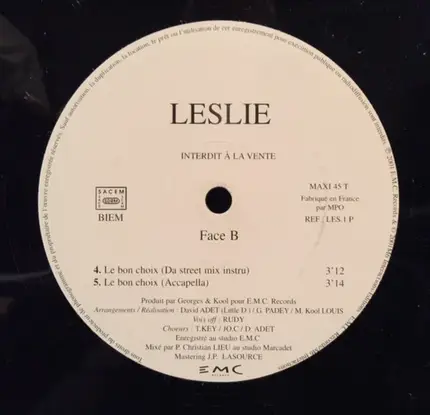 LESLIE
INTERDIT À LA VENTE
SACEM
BIEM
MAXI 45 T
Fabriqué en France
par MPO
REF : LES.1 P
Face B
4. Le bon choix (Da street mix instru) 3'12
5. Le bon choix (Accapella) 3'14
Produit par Georges & Kool pour E.M.C. Records
Arrangements / Réalisation : David ADET (Little D) / G. PADEY / M. Kool LOUIS
Voix off : RUDY
Choeurs : T.KEY / JO.C / D. ADET
Enregistré au studio E.M.C
Mixé par P. Christian LIEU au studio Marcadet
Mastering J.P. LASOURCE
EMC